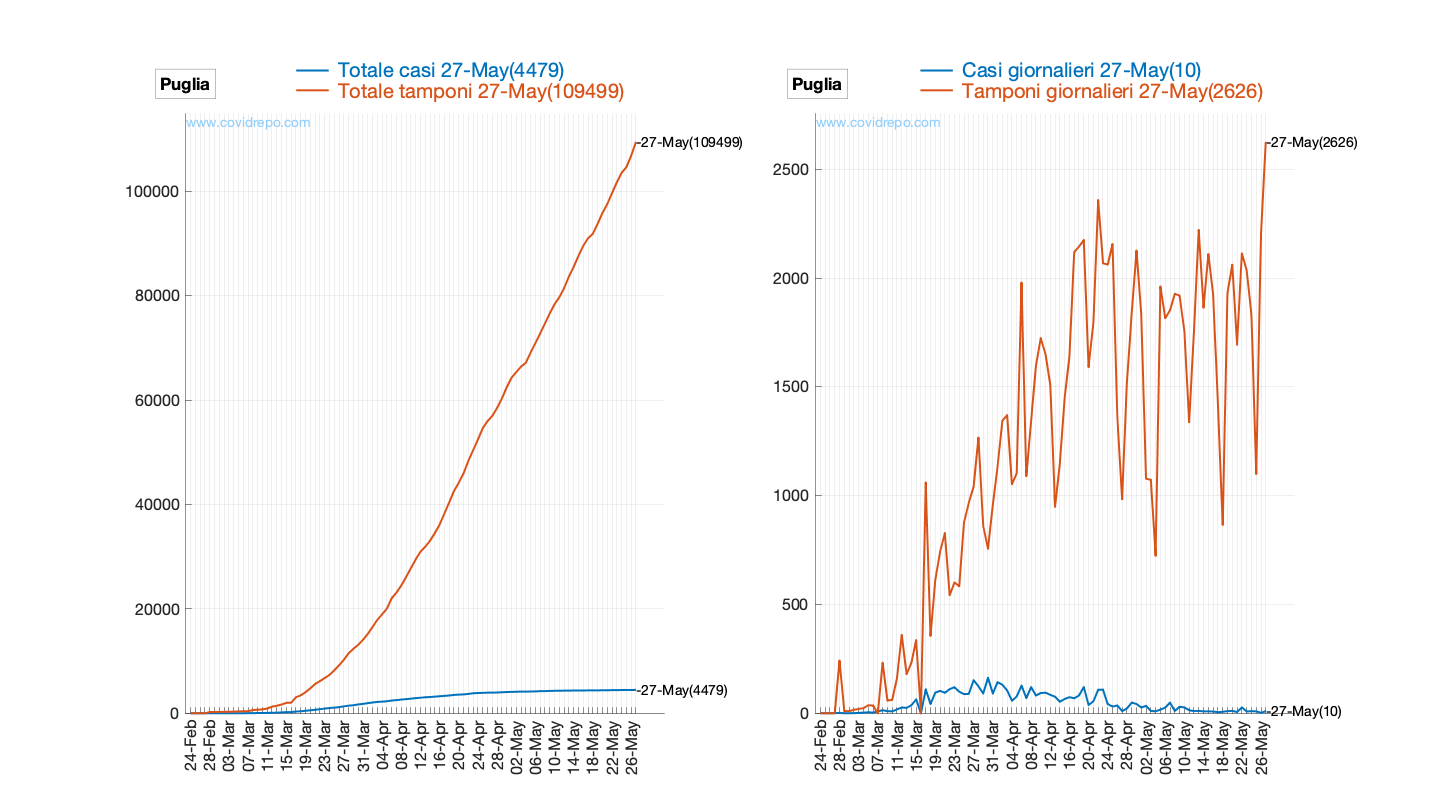 Puglia
Totale casi 27-May(4479)
Totale tamponi 27-May(109499)
www.covidrepo.com
27-May(109499)
100000
80000
60000
40000
20000
0
27-May(4479)
24-Feb
28-Feb
03-Mar
07-Mar
11-Mar
15-Mar
19-Mar
23-Mar
27-Mar
31-Mar
04-Apr
08-Apr
12-Apr
16-Apr
20-Apr
24-Apr
28-Apr
02-May
06-May
10-May
14-May
18-May
22-May
26-May
Puglia
Casi giornalieri 27-May(10)
Tamponi giornalieri 27-May(2626)
www.covidrepo.com
27-May(2626)
2500
2000
1500
1000
500
0
27-May(10)
24-Feb
28-Feb
03-Mar
07-Mar
11-Mar
15-Mar
19-Mar
23-Mar
27-Mar
31-Mar
04-Apr
08-Apr
12-Apr
16-Apr
20-Apr
24-Apr
28-Apr
02-May
06-May
10-May
14-May
18-May
22-May
26-May